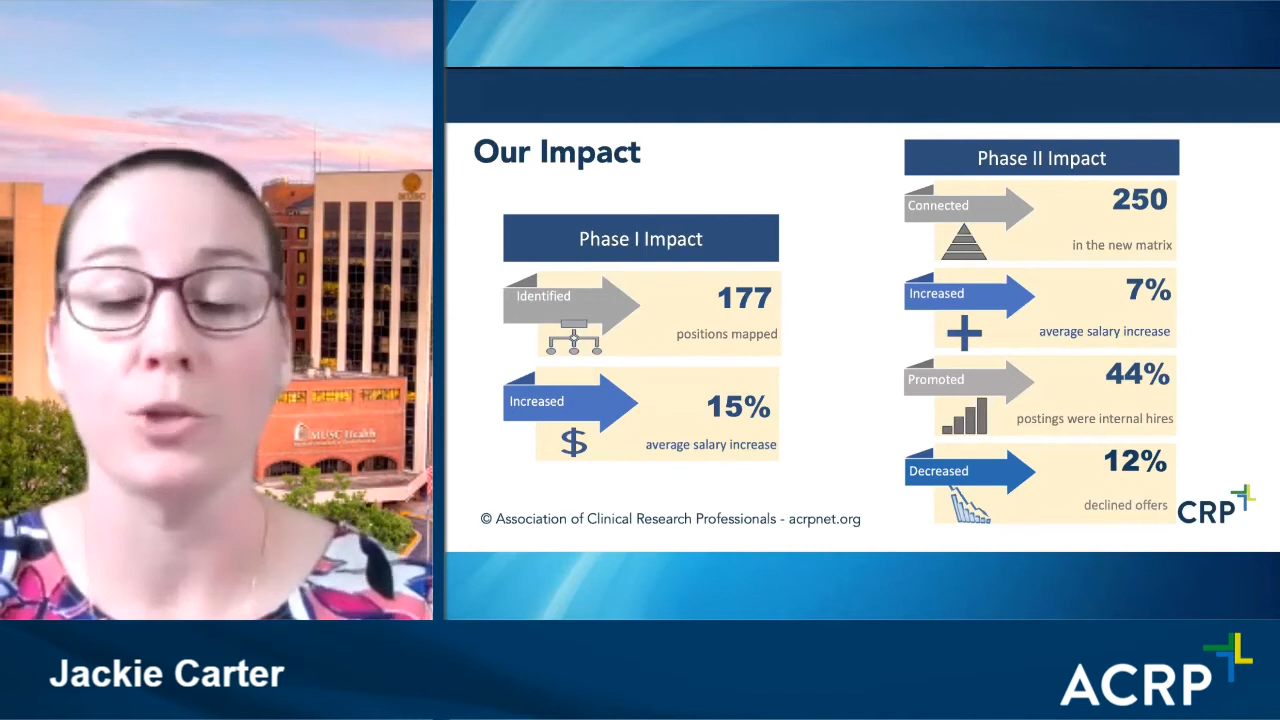 MUSC
MUSC Health
Our Impact
Phase I Impact
Identified
177
positions mapped
Increased
15%
$
average salary increase
Phase II Impact
Connected
250
in the new matrix
Increased
7%
average salary increase
Promoted
44%
postings were internal hires
Decreased
12%
declined offers
© Association of Clinical Research Professionals - acrpnet.org
CRP
Jackie Carter
ACRP